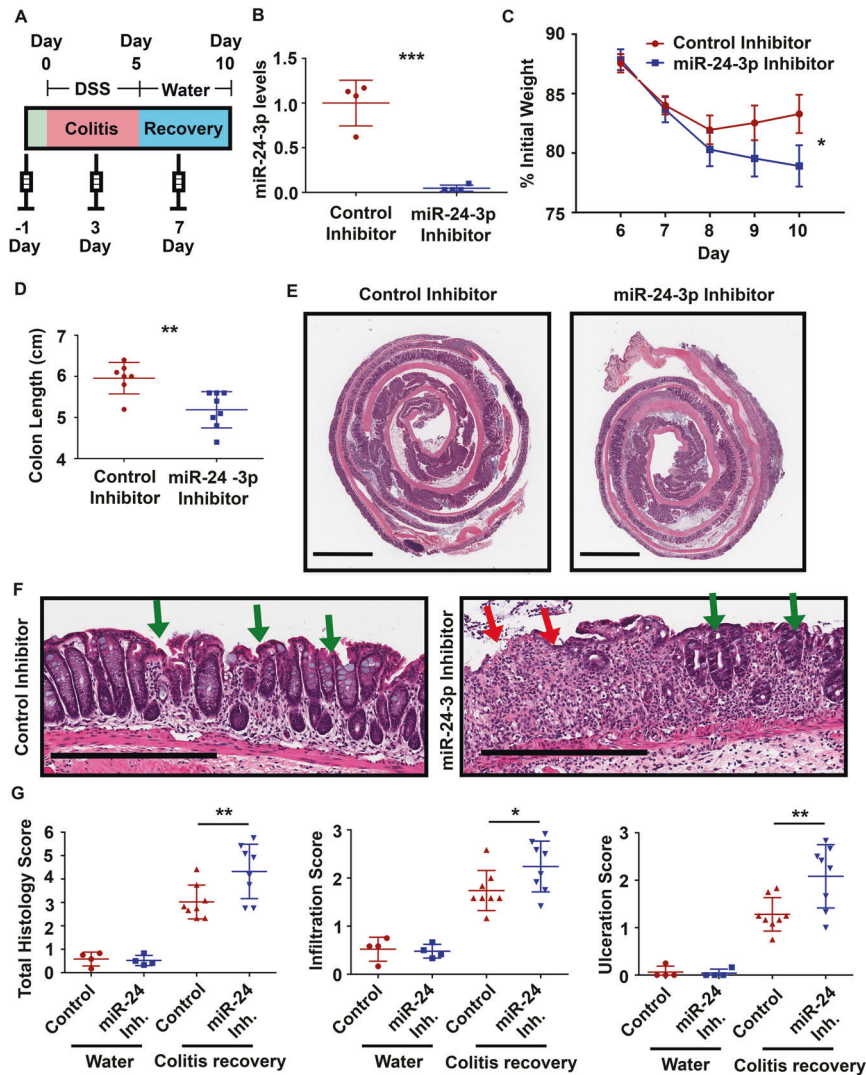 A
Day Day Day
0 5 10
DSS Water
Colitis Recovery
-1 3 7
Day Day Day
B
***
miR-24-3p levels
1.5
1.0
0.5
0.0
Control
Inhibitor
miR-24-3p
Inhibitor
C
Control Inhibitor
miR-24-3p Inhibitor
% Initial Weight
90
85
80
75
*
6 7 8 9 10
Day
D
**
Colon Length (cm)
7
6
5
4
Control
Inhibitor
miR-24 -3p
Inhibitor
E
Control Inhibitor
miR-24-3p Inhibitor
F
Control Inhibitor
miR-24-3p Inhibitor
G
Total Histology Score
6
5
4
3
2
1
0
**
Control
miR-24
Inh.
Control
miR-24
Inh.
Water
Colitis recovery
Infiltration Score
3
2
1
0
*
Control
miR-24
Inh.
Control
miR-24
Inh.
Water
Colitis recovery
Ulceration Score
3
2
1
0
**
Control
miR-24
Inh.
Control
miR-24
Inh.
Water
Colitis recovery